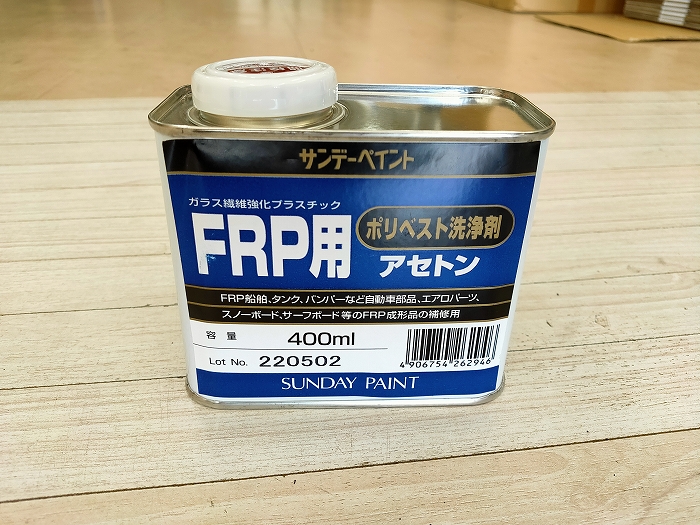 サンデーペイント
ガラス繊維強化プラスチック
FRP用
ポリベスト洗浄剤
アセトン
FRP船舶、タンク、バンパーなど自動車部品、エアロパーツ、
スノーボード、サーフボード等のFRP成形品の補修用
容量 400ml
Lot No. 220502
4 906754 262946
SUNDAY PAINT